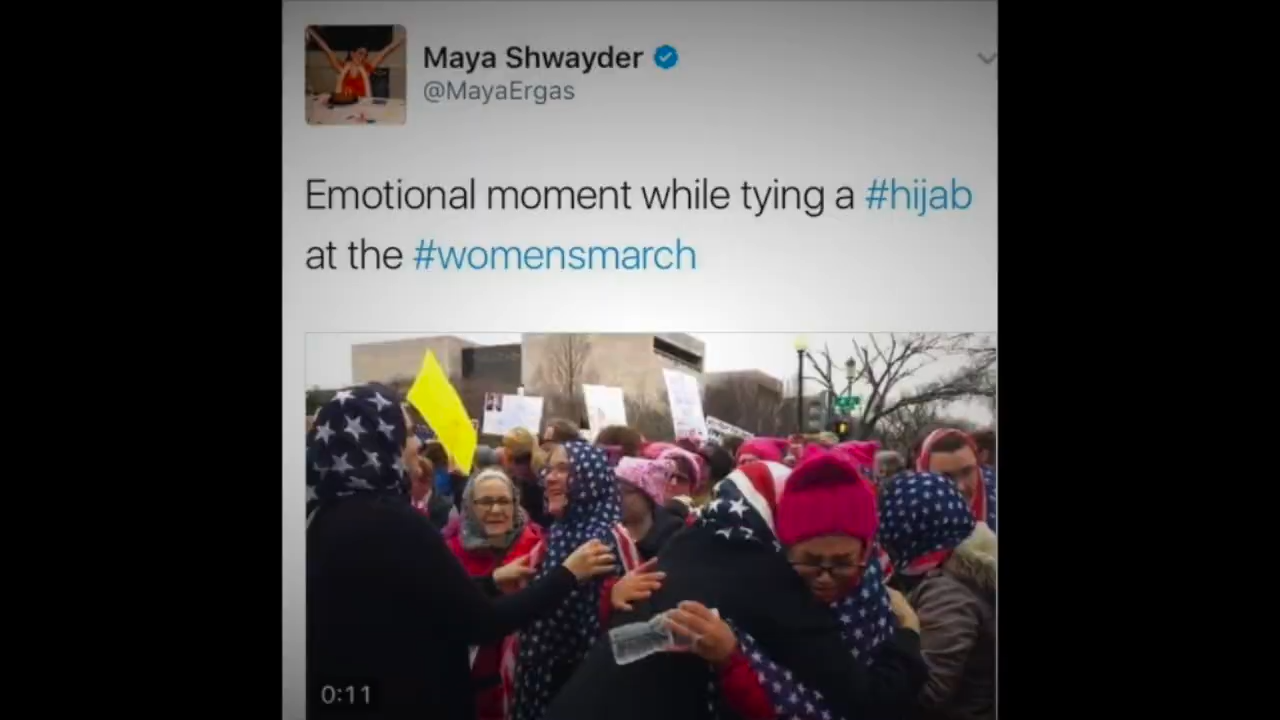 Maya Shwayder
@MayaErgas
Emotional moment while tying a #hijab
at the #womensmarch
0:11